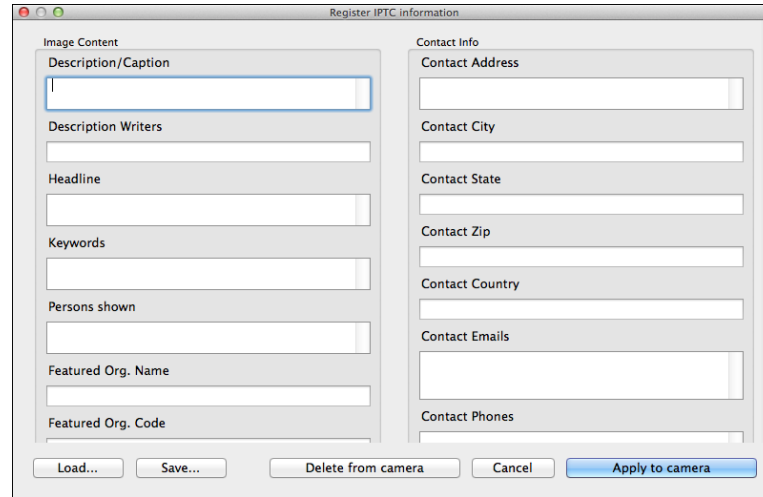 Register IPTC information
Image Content
Description/Caption
Description Writers
Headline
Keywords
Persons shown
Featured Org. Name
Featured Org. Code
Contact Info
Contact Address
Contact City
Contact State
Contact Zip
Contact Country
Contact Emails
Contact Phones
Load... Save... Delete from camera Cancel Apply to camera